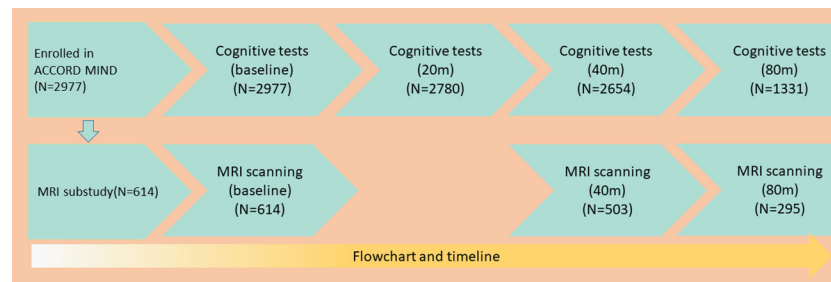 Enrolled in
ACCORD MIND
(N=2977)
Cognitive tests
(baseline)
(N=2977)
Cognitive tests
(20m)
(N=2780)
Cognitive tests
(40m)
(N=2654)
Cognitive tests
(80m)
(N=1331)
MRI substudy(N=614)
MRI scanning
(baseline)
(N=614)
MRI scanning
(40m)
(N=503)
MRI scanning
(80m)
(N=295)
Flowchart and timeline